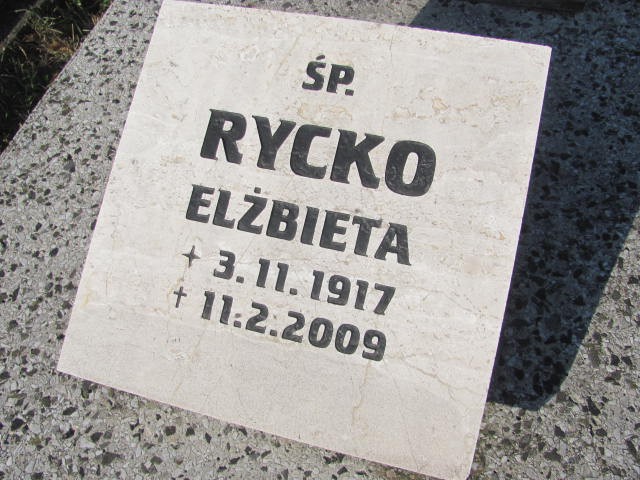 ŚP.
RYCKO
ELŻBIETA
✦ 3.11.1917
✝ 11.2.2009